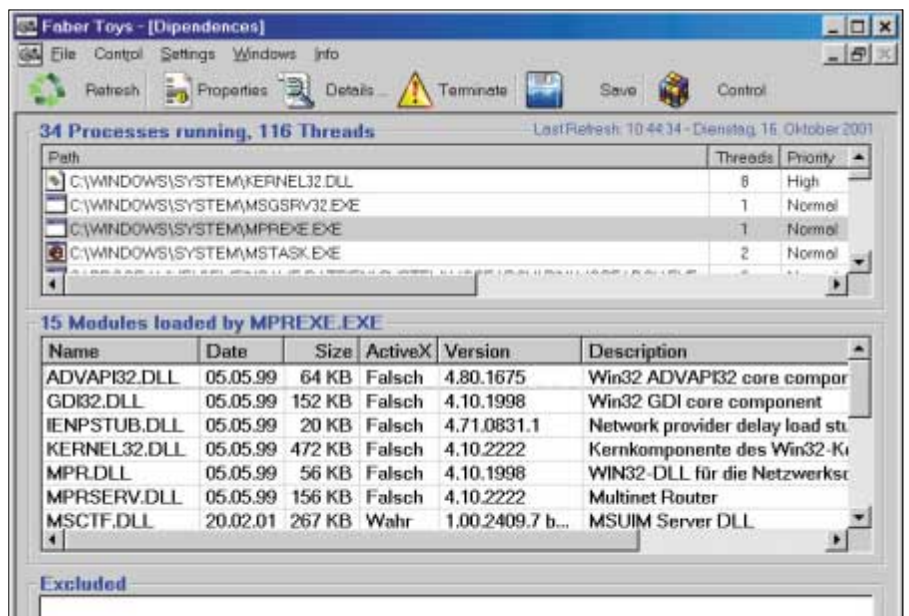 Faber Toys - [Dipendences]
File Control Settings Windows Info
Refresh Properties Details... Terminate Save Control
34 Processes running, 116 Threads Last Refresh: 10:44:34 - Dienstag, 16. Oktober 2001
Path Threads Priority
C:\WINDOWS\SYSTEM\KERNEL32.DLL 8 High
C:\WINDOWS\SYSTEM\MSGSRV32.EXE 1 Normal
C:\WINDOWS\SYSTEM\MPREXE.EXE 1 Normal
C:\WINDOWS\SYSTEM\MSTASK.EXE 2 Normal
15 Modules loaded by MPREXE.EXE
Name Date Size ActiveX Version Description
ADVAPI32.DLL 05.05.99 64 KB Falsch 4.80.1675 Win32 ADVAPI32 core compor
GDI32.DLL 05.05.99 152 KB Falsch 4.10.1998 Win32 GDI core component
IENPSTUB.DLL 05.05.99 20 KB Falsch 4.71.0831.1 Network provider delay load stu
KERNEL32.DLL 05.05.99 472 KB Falsch 4.10.2222 Kernkomponente des Win32-Ke
MPR.DLL 05.05.99 56 KB Falsch 4.10.1998 WIN32-DLL für die Netzwerksc
MPRSERV.DLL 05.05.99 156 KB Falsch 4.10.2222 Multinet Router
MSCTF.DLL 20.02.01 267 KB Wahr 1.00.2409.7 b... MSUIM Server DLL
Excluded